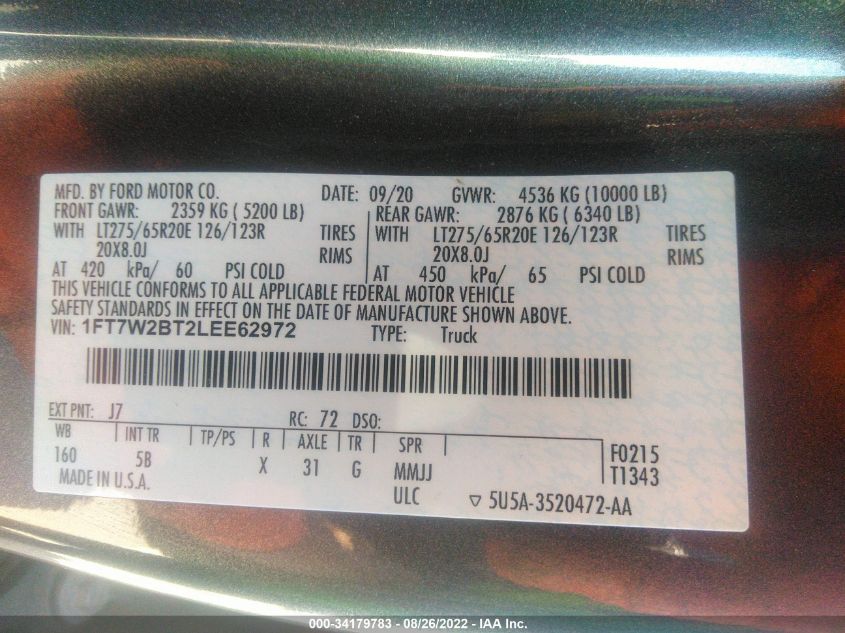 MFD. BY FORD MOTOR CO. DATE: 09/20 GVWR: 4536 KG (10000 LB)
FRONT GAWR: 2359 KG ( 5200 LB) REAR GAWR: 2876 KG ( 6340 LB)
WITH LT275/65R20E 126/123R TIRES WITH LT275/65R20E 126/123R TIRES
20X8.0J RIMS 20X8.0J RIMS
AT 420 kPa/ 60 PSI COLD AT 450 kPa/ 65 PSI COLD
THIS VEHICLE CONFORMS TO ALL APPLICABLE FEDERAL MOTOR VEHICLE
SAFETY STANDARDS IN EFFECT ON THE DATE OF MANUFACTURE SHOWN ABOVE.
VIN: 1FT7W2BT2LEE62972 TYPE: Truck
EXT PNT: J7 RC: 72 DSO:
WB INT TR TP/PS R AXLE TR SPR F0215
160 5B X 31 G MMJJ T1343
MADE IN U.S.A. ULC ▽ 5U5A-3520472-AA
000-34179783 - 08/26/2022 - IAA Inc.